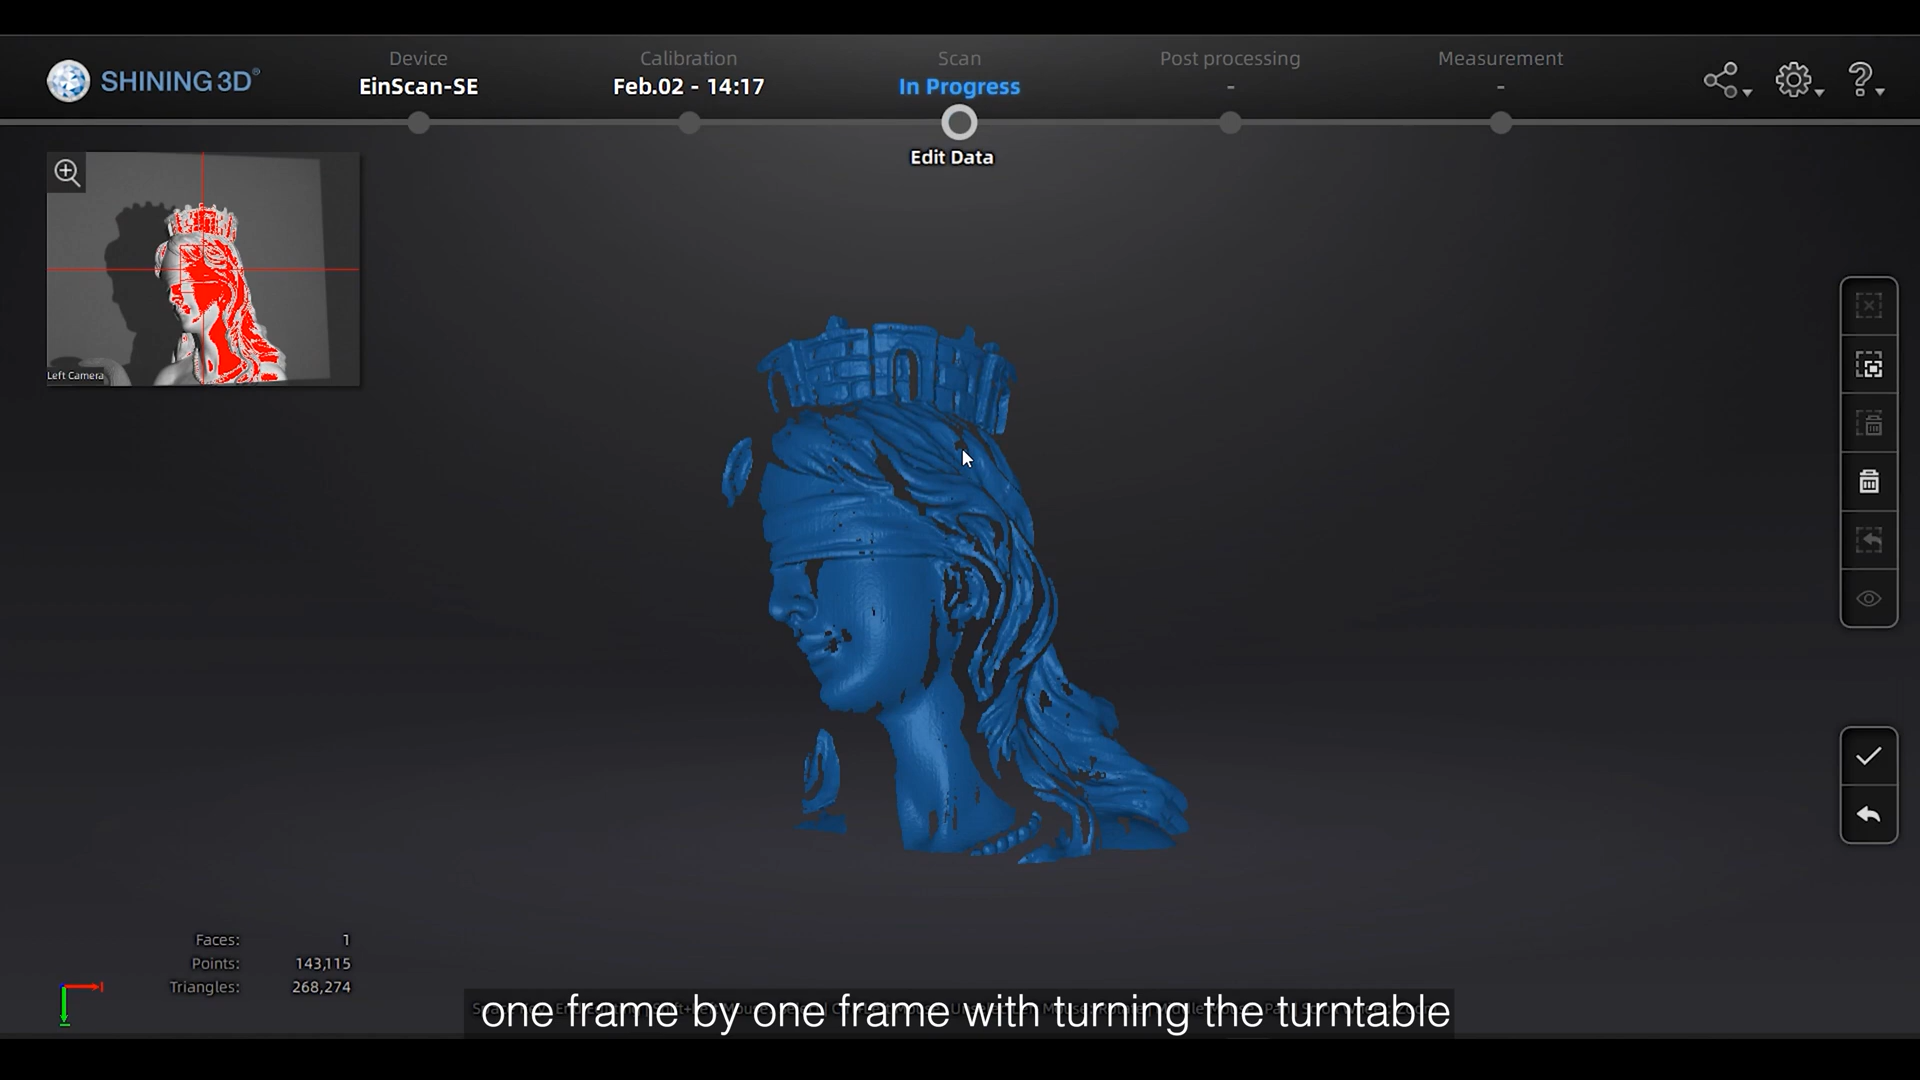 SHINING 3D®
Device
EinScan-SE
Calibration
Feb.02 - 14:17
Scan
In Progress
Post processing
-
Measurement
-
Edit Data
Left Camera
Faces: 1
Points: 143,115
Triangles: 268,274
one frame by one frame with turning the turntable